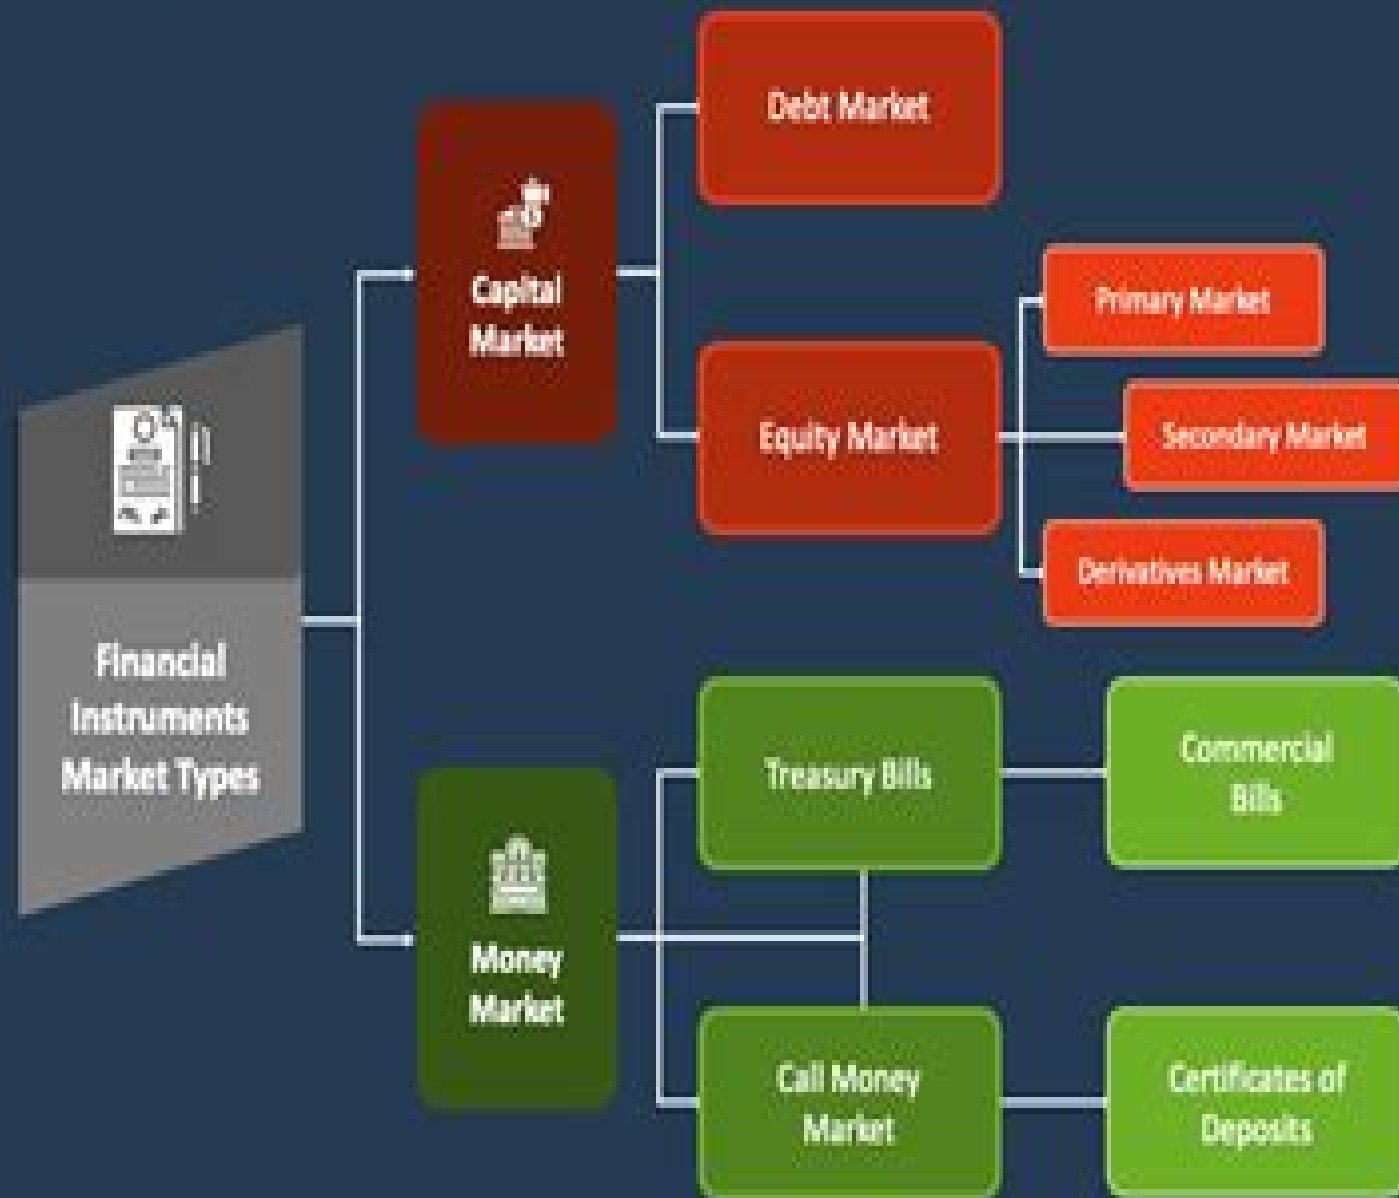 Debt Market
Capital
Market
Primary Market
Equity Market
Secondary Market
Derivatives Market
Financial
Instruments
Market Types
Treasury Bills
Commercial
Bills
Money
Market
Call Money
Market
Certificates of
Deposits